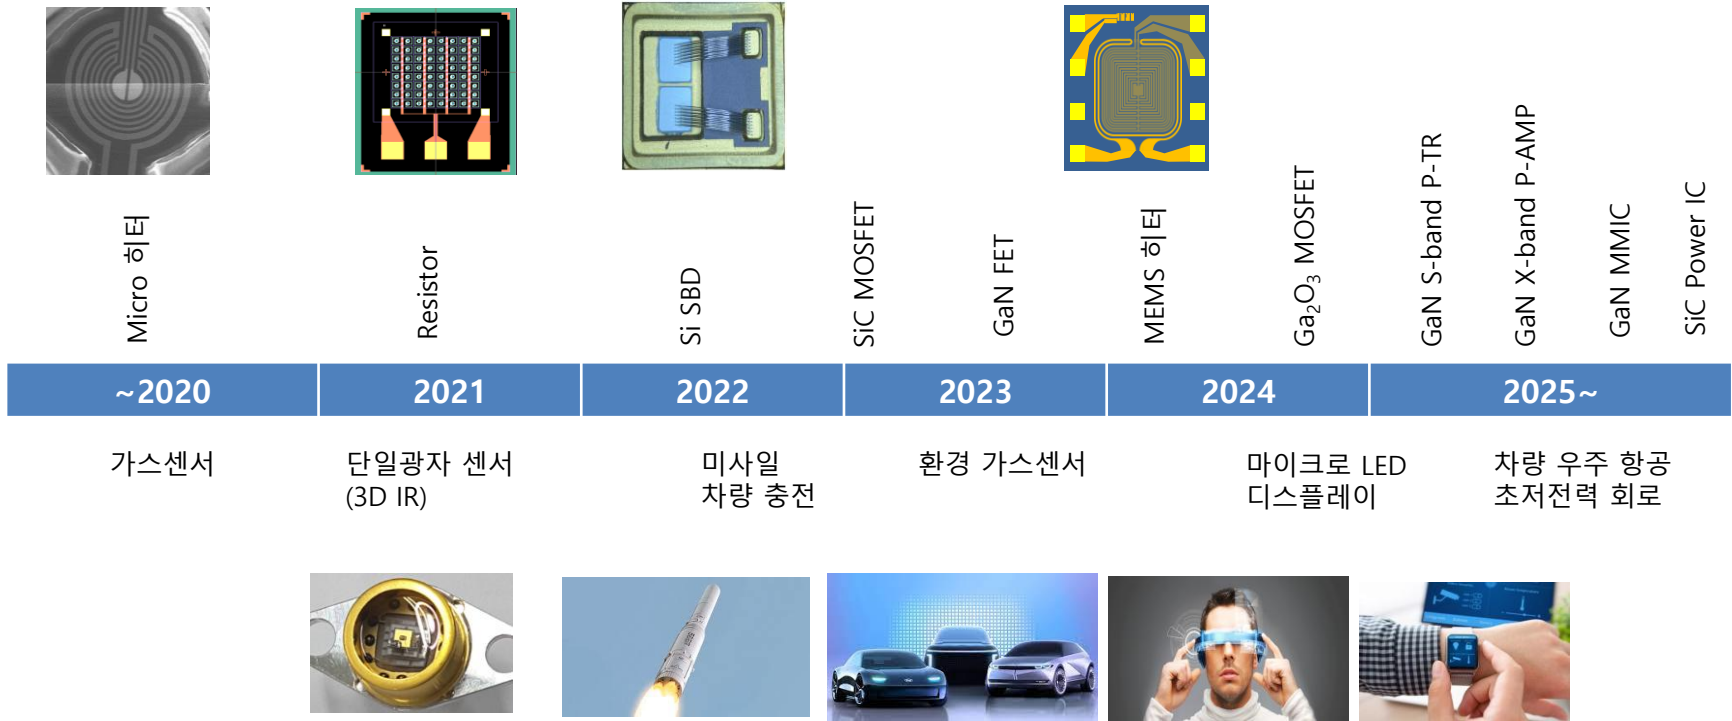 Micro 히터
Resistor
Si SBD
SiC MOSFET
GaN FET
MEMS 히터
Ga₂O₃ MOSFET
GaN S-band P-TR
GaN X-band P-AMP
GaN MMIC
SiC Power IC
~2020
2021
2022
2023
2024
2025~
가스센서
단일광자 센서
(3D IR)
미사일
차량 충전
환경 가스센서
마이크로 LED
디스플레이
차량 우주 항공
초저전력 회로